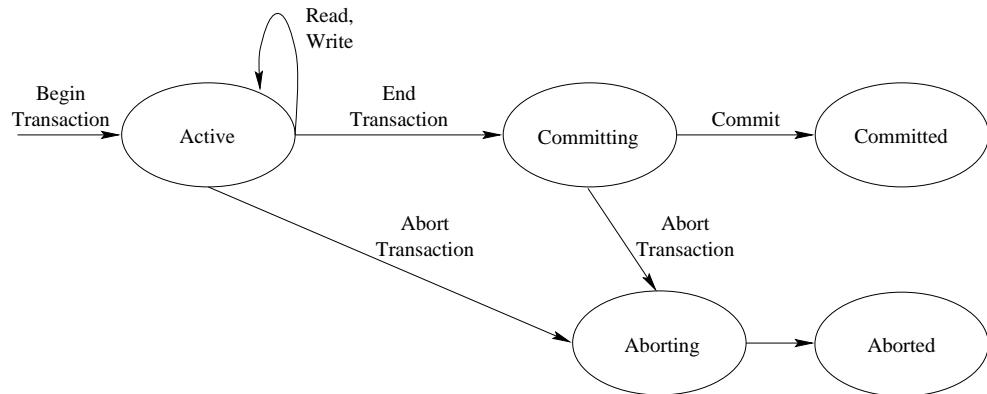 Read,
Write
Begin
Transaction
Active
End
Transaction
Committing
Commit
Committed
Abort
Transaction
Abort
Transaction
Aborting
Aborted